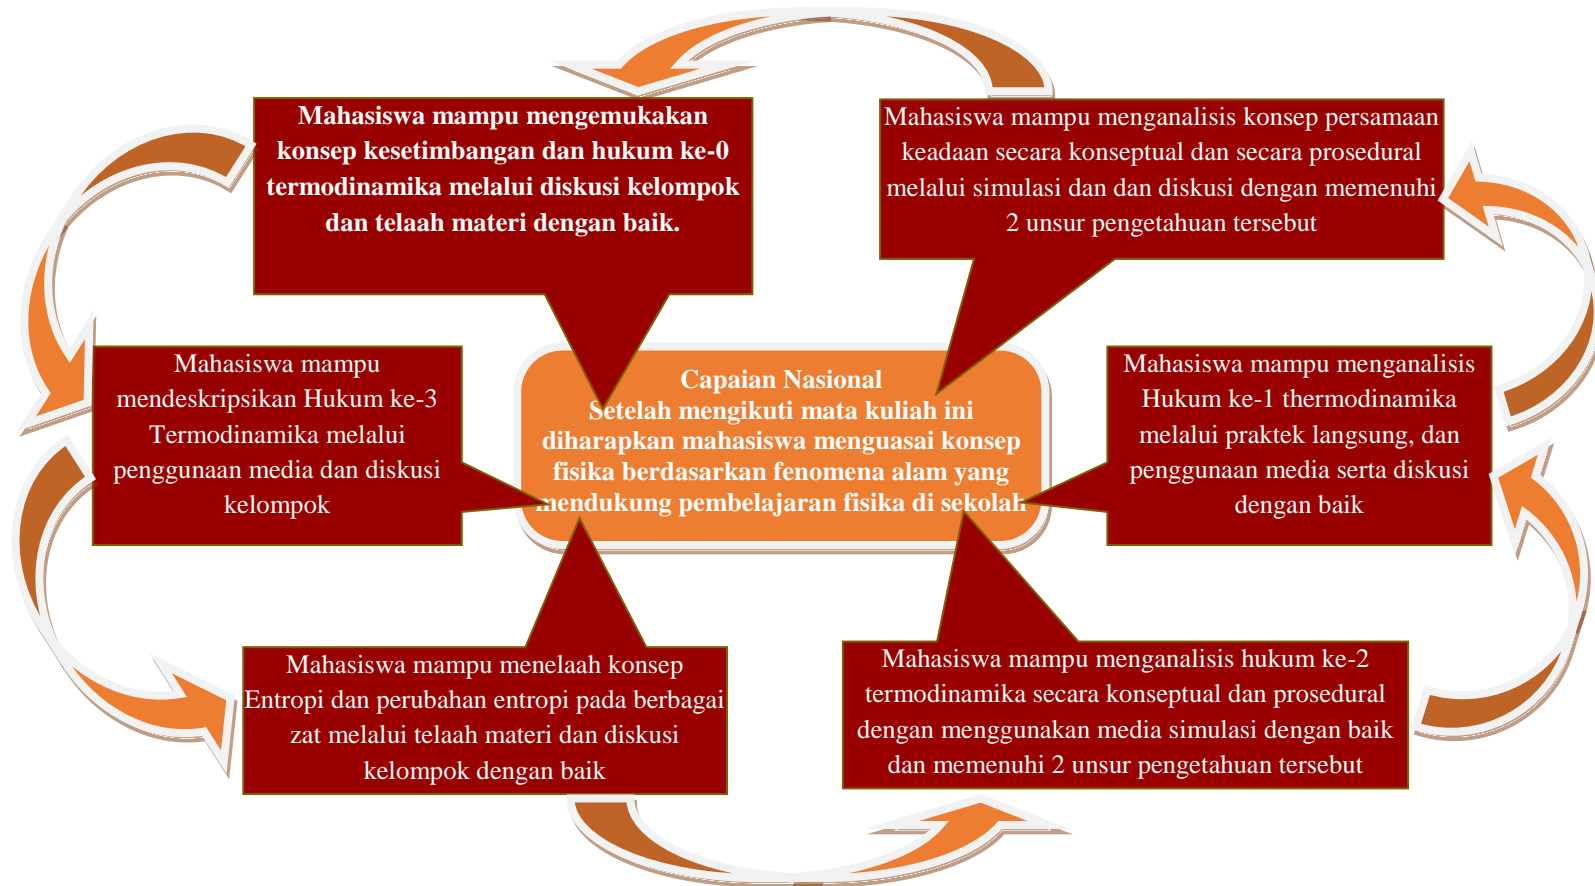 Mahasiswa mampu mengemukakan
konsep kesetimbangan dan hukum ke-0
termodinamika melalui diskusi kelompok
dan telaah materi dengan baik.
Mahasiswa mampu menganalisis konsep persamaan
keadaan secara konseptual dan secara prosedural
melalui simulasi dan dan diskusi dengan memenuhi
2 unsur pengetahuan tersebut
Mahasiswa mampu
mendeskripsikan Hukum ke-3
Termodinamika melalui
penggunaan media dan diskusi
kelompok
Capaian Nasional
Setelah mengikuti mata kuliah ini
diharapkan mahasiswa menguasai konsep
fisika berdasarkan fenomena alam yang
mendukung pembelajaran fisika di sekolah
Mahasiswa mampu menganalisis
Hukum ke-1 thermodinamika
melalui praktek langsung, dan
penggunaan media serta diskusi
dengan baik
Mahasiswa mampu menelaah konsep
Entropi dan perubahan entropi pada berbagai
zat melalui telaah materi dan diskusi
kelompok dengan baik
Mahasiswa mampu menganalisis hukum ke-2
termodinamika secara konseptual dan prosedural
dengan menggunakan media simulasi dengan baik
dan memenuhi 2 unsur pengetahuan tersebut